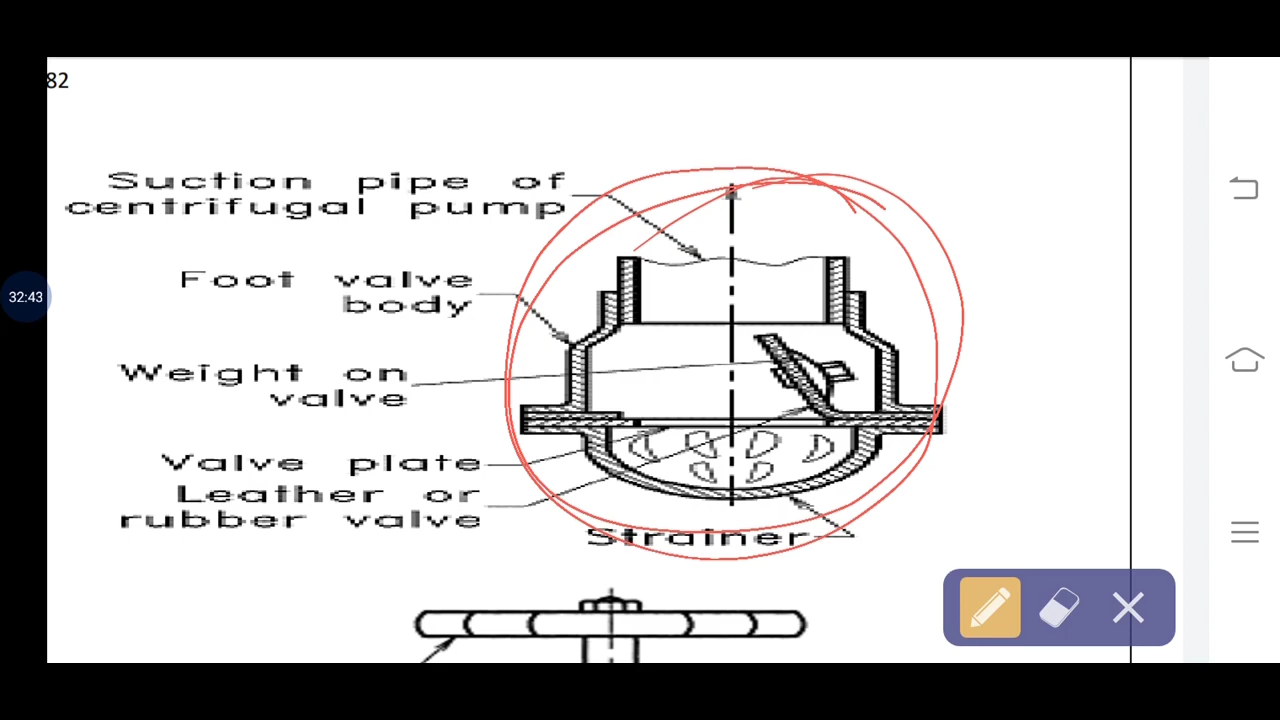 82
Suction pipe of
centrifugal pump
Foot valve
body
32:43
Weight on
valve
Valve plate
Leather or
rubber valve
Strainer